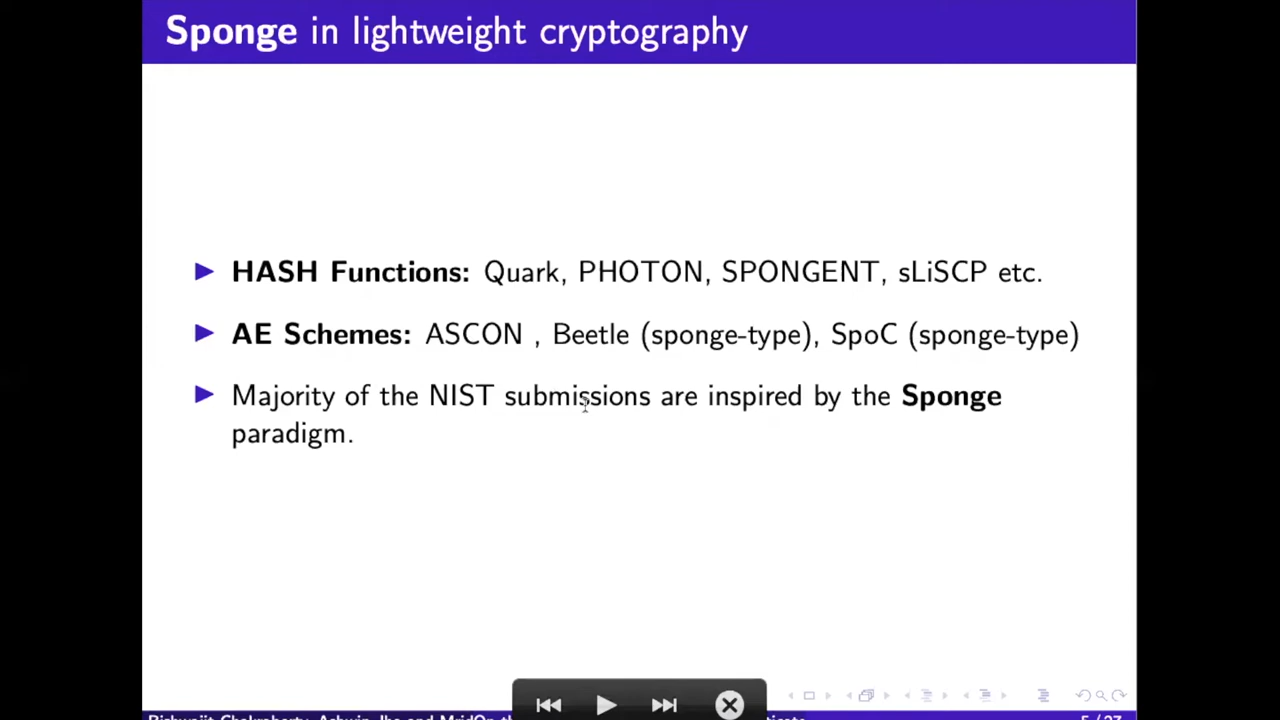 Sponge in lightweight cryptography
HASH Functions: Quark, PHOTON, SPONGENT, sLiSCP etc.
AE Schemes: ASCON , Beetle (sponge-type), SpoC (sponge-type)
Majority of the NIST submissions are inspired by the Sponge
paradigm.